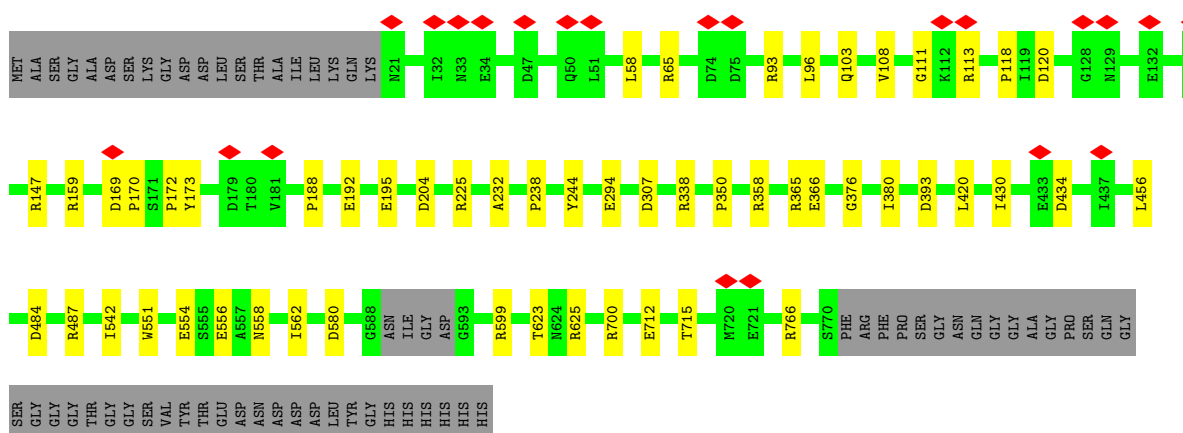 MET ALA SER GLY ALA ASP SER LYS GLY ASP ASP LEU SER THR ALA ILE LEU LYS GLN LYS N21 I32 N33 E34 D47 Q50 L51 L58 R65 D74 D75 R93 L96 Q103 V108 G111 K112 R113 P118 I119 D120 G128 N129 E132
R147 R159 D169 P170 S171 P172 Y173 D179 T180 V181 P188 E192 E195 D204 R225 A232 P238 Y244 E294 D307 R338 P350 R358 R365 E366 G376 I380 D393 L420 I430 E433 D434 I437 L456
D484 R487 I542 W551 E554 S555 E556 A557 N558 I562 D580 G588 ASN ILE GLY ASP G593 R599 T623 N624 R625 R700 E712 T715 M720 E721 R766 S770 PHE ARG PHE PRO SER GLY ASN GLN GLY GLY ALA GLY PRO SER GLN GLY
SER GLY GLY GLY THR GLY GLY SER VAL TYR THR GLU ASP ASN ASP ASP ASP LEU TYR GLY HIS HIS HIS HIS HIS HIS